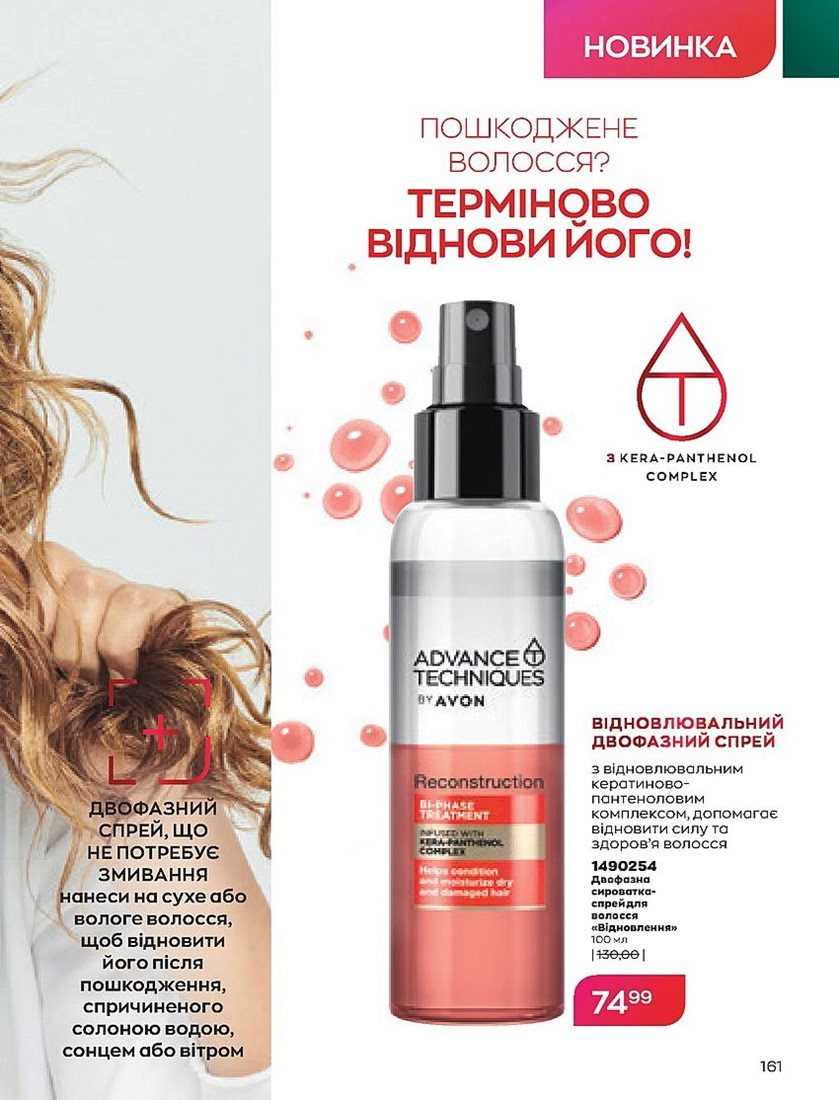 НОВИНКА
ПОШКОДЖЕНЕ
ВОЛОССЯ?
ТЕРМІНОВО
ВІДНОВИ ЙОГО!
З KERA-PANTHENOL
COMPLEX
ADVANCE
TECHNIQUES
BY AVON
Reconstruction
BI-PHASE
TREATMENT
INFUSED WITH
KERA-PANTHENOL
COMPLEX
Helps condition
and moisturize dry
and damaged hair
ДВОФАЗНИЙ
СПРЕЙ, ЩО
НЕ ПОТРЕБУЄ
ЗМИВАННЯ
нанеси на сухе або
вологе волосся,
щоб відновити
його після
пошкодження,
спричиненого
солоною водою,
сонцем або вітром
ВІДНОВЛЮВАЛЬНИЙ
ДВОФАЗНИЙ СПРЕЙ
з відновлювальним
кератиново-
пантеноловим
комплексом, допомагає
відновити силу та
здоров'я волосся
1490254
Двофазна
сироватка-
спрей для
волосся
«Відновлення»
100 мл
| 130,00 |
74⁹⁹
161